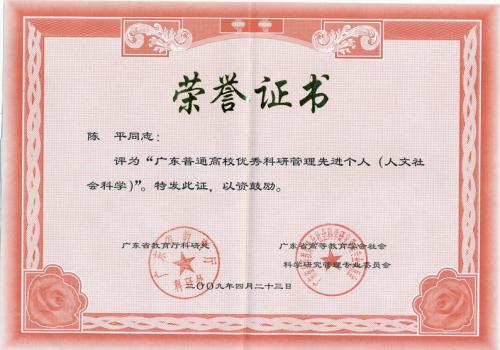 荣誉证书
陈 平同志：
评为“广东普通高校优秀科研管理先进个人（人文社
会科学）”。特发此证，以资鼓励。
广东省教育厅科研处
广东省高等教育学会社会
科学研究管理专业委员会
二〇〇九年四月二十三日